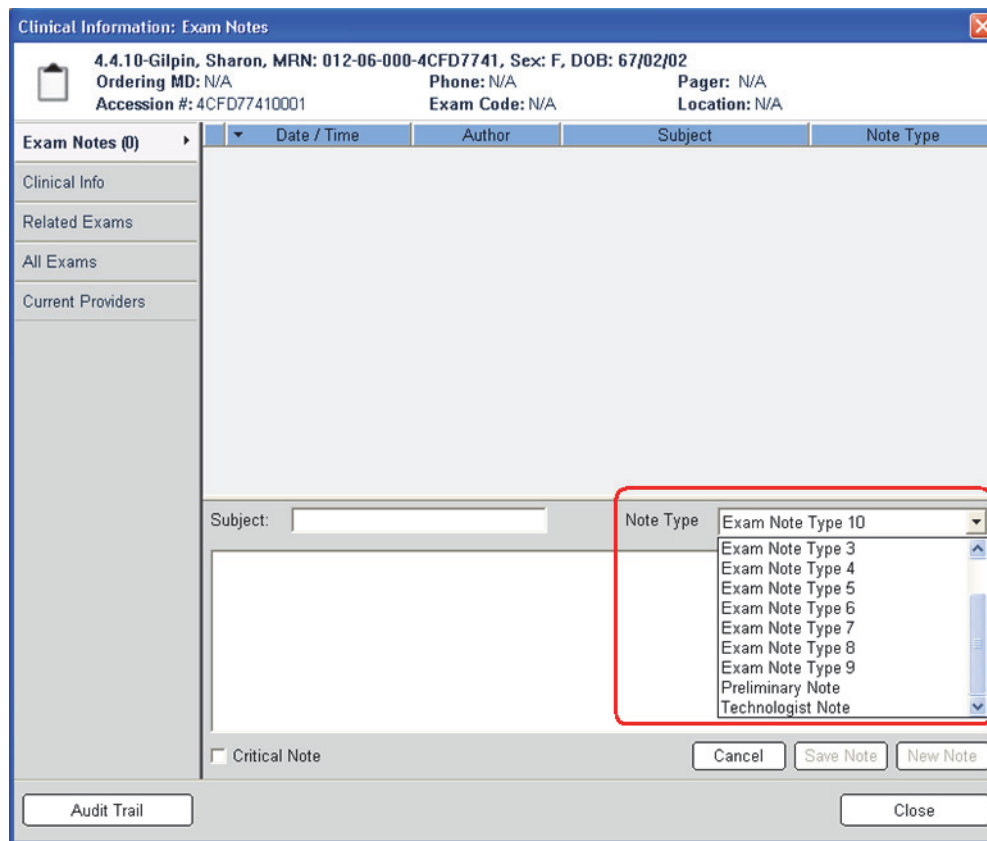 Clinical Information: Exam Notes
4.4.10-Gilpin, Sharon, MRN: 012-06-000-4CFD7741, Sex: F, DOB: 67/02/02
Ordering MD: N/A Phone: N/A Pager: N/A
Accession #: 4CFD77410001 Exam Code: N/A Location: N/A
Exam Notes (0)
Clinical Info
Related Exams
All Exams
Current Providers
Date / Time Author Subject Note Type
Subject: Note Type Exam Note Type 10
Exam Note Type 3
Exam Note Type 4
Exam Note Type 5
Exam Note Type 6
Exam Note Type 7
Exam Note Type 8
Exam Note Type 9
Preliminary Note
Technologist Note
Critical Note Cancel Save Note New Note
Audit Trail Close